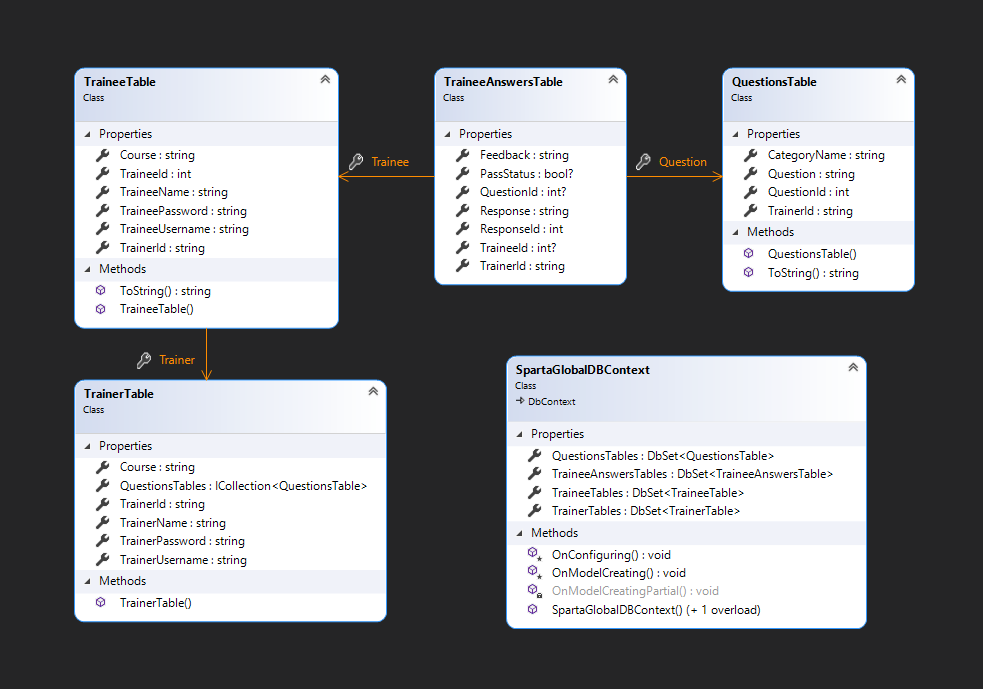 TraineeTable
Class
Properties
Course : string
TraineeId : int
TraineeName : string
TraineePassword : string
TraineeUsername : string
TrainerId : string
Methods
ToString() : string
TraineeTable()
Trainee
TraineeAnswersTable
Class
Properties
Feedback : string
PassStatus : bool?
QuestionId : int?
Response : string
ResponseId : int
TraineeId : int?
TrainerId : string
Question
QuestionsTable
Class
Properties
CategoryName : string
Question : string
QuestionId : int
TrainerId : string
Methods
QuestionsTable()
ToString() : string
Trainer
TrainerTable
Class
Properties
Course : string
QuestionsTables : ICollection<QuestionsTable>
TrainerId : string
TrainerName : string
TrainerPassword : string
TrainerUsername : string
Methods
TrainerTable()
SpartaGlobalDBContext
Class
DbContext
Properties
QuestionsTables : DbSet<QuestionsTable>
TraineeAnswersTables : DbSet<TraineeAnswersTable>
TraineeTables : DbSet<TraineeTable>
TrainerTables : DbSet<TrainerTable>
Methods
OnConfiguring() : void
OnModelCreating() : void
OnModelCreatingPartial() : void
SpartaGlobalDBContext() (+ 1 overload)